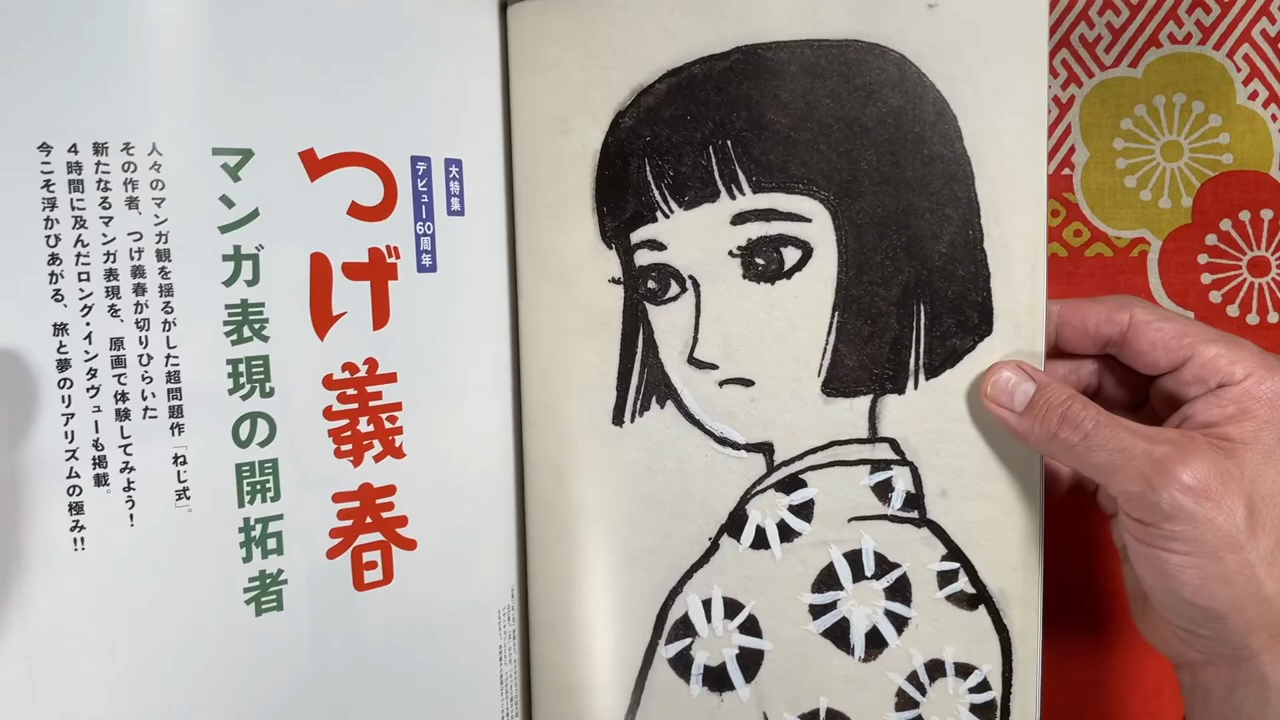 大特集
デビュー60周年
つげ義春
マンガ表現の開拓者
人々のマンガ観を揺るがした超問題作「ねじ式」。
その作者、つげ義春が切りひらいた
新たなるマンガ表現を、原画で体験してみよう!
4時間に及んだロング・インタヴューも掲載。
今こそ浮かびあがる、旅と夢のリアリズムの極み!!